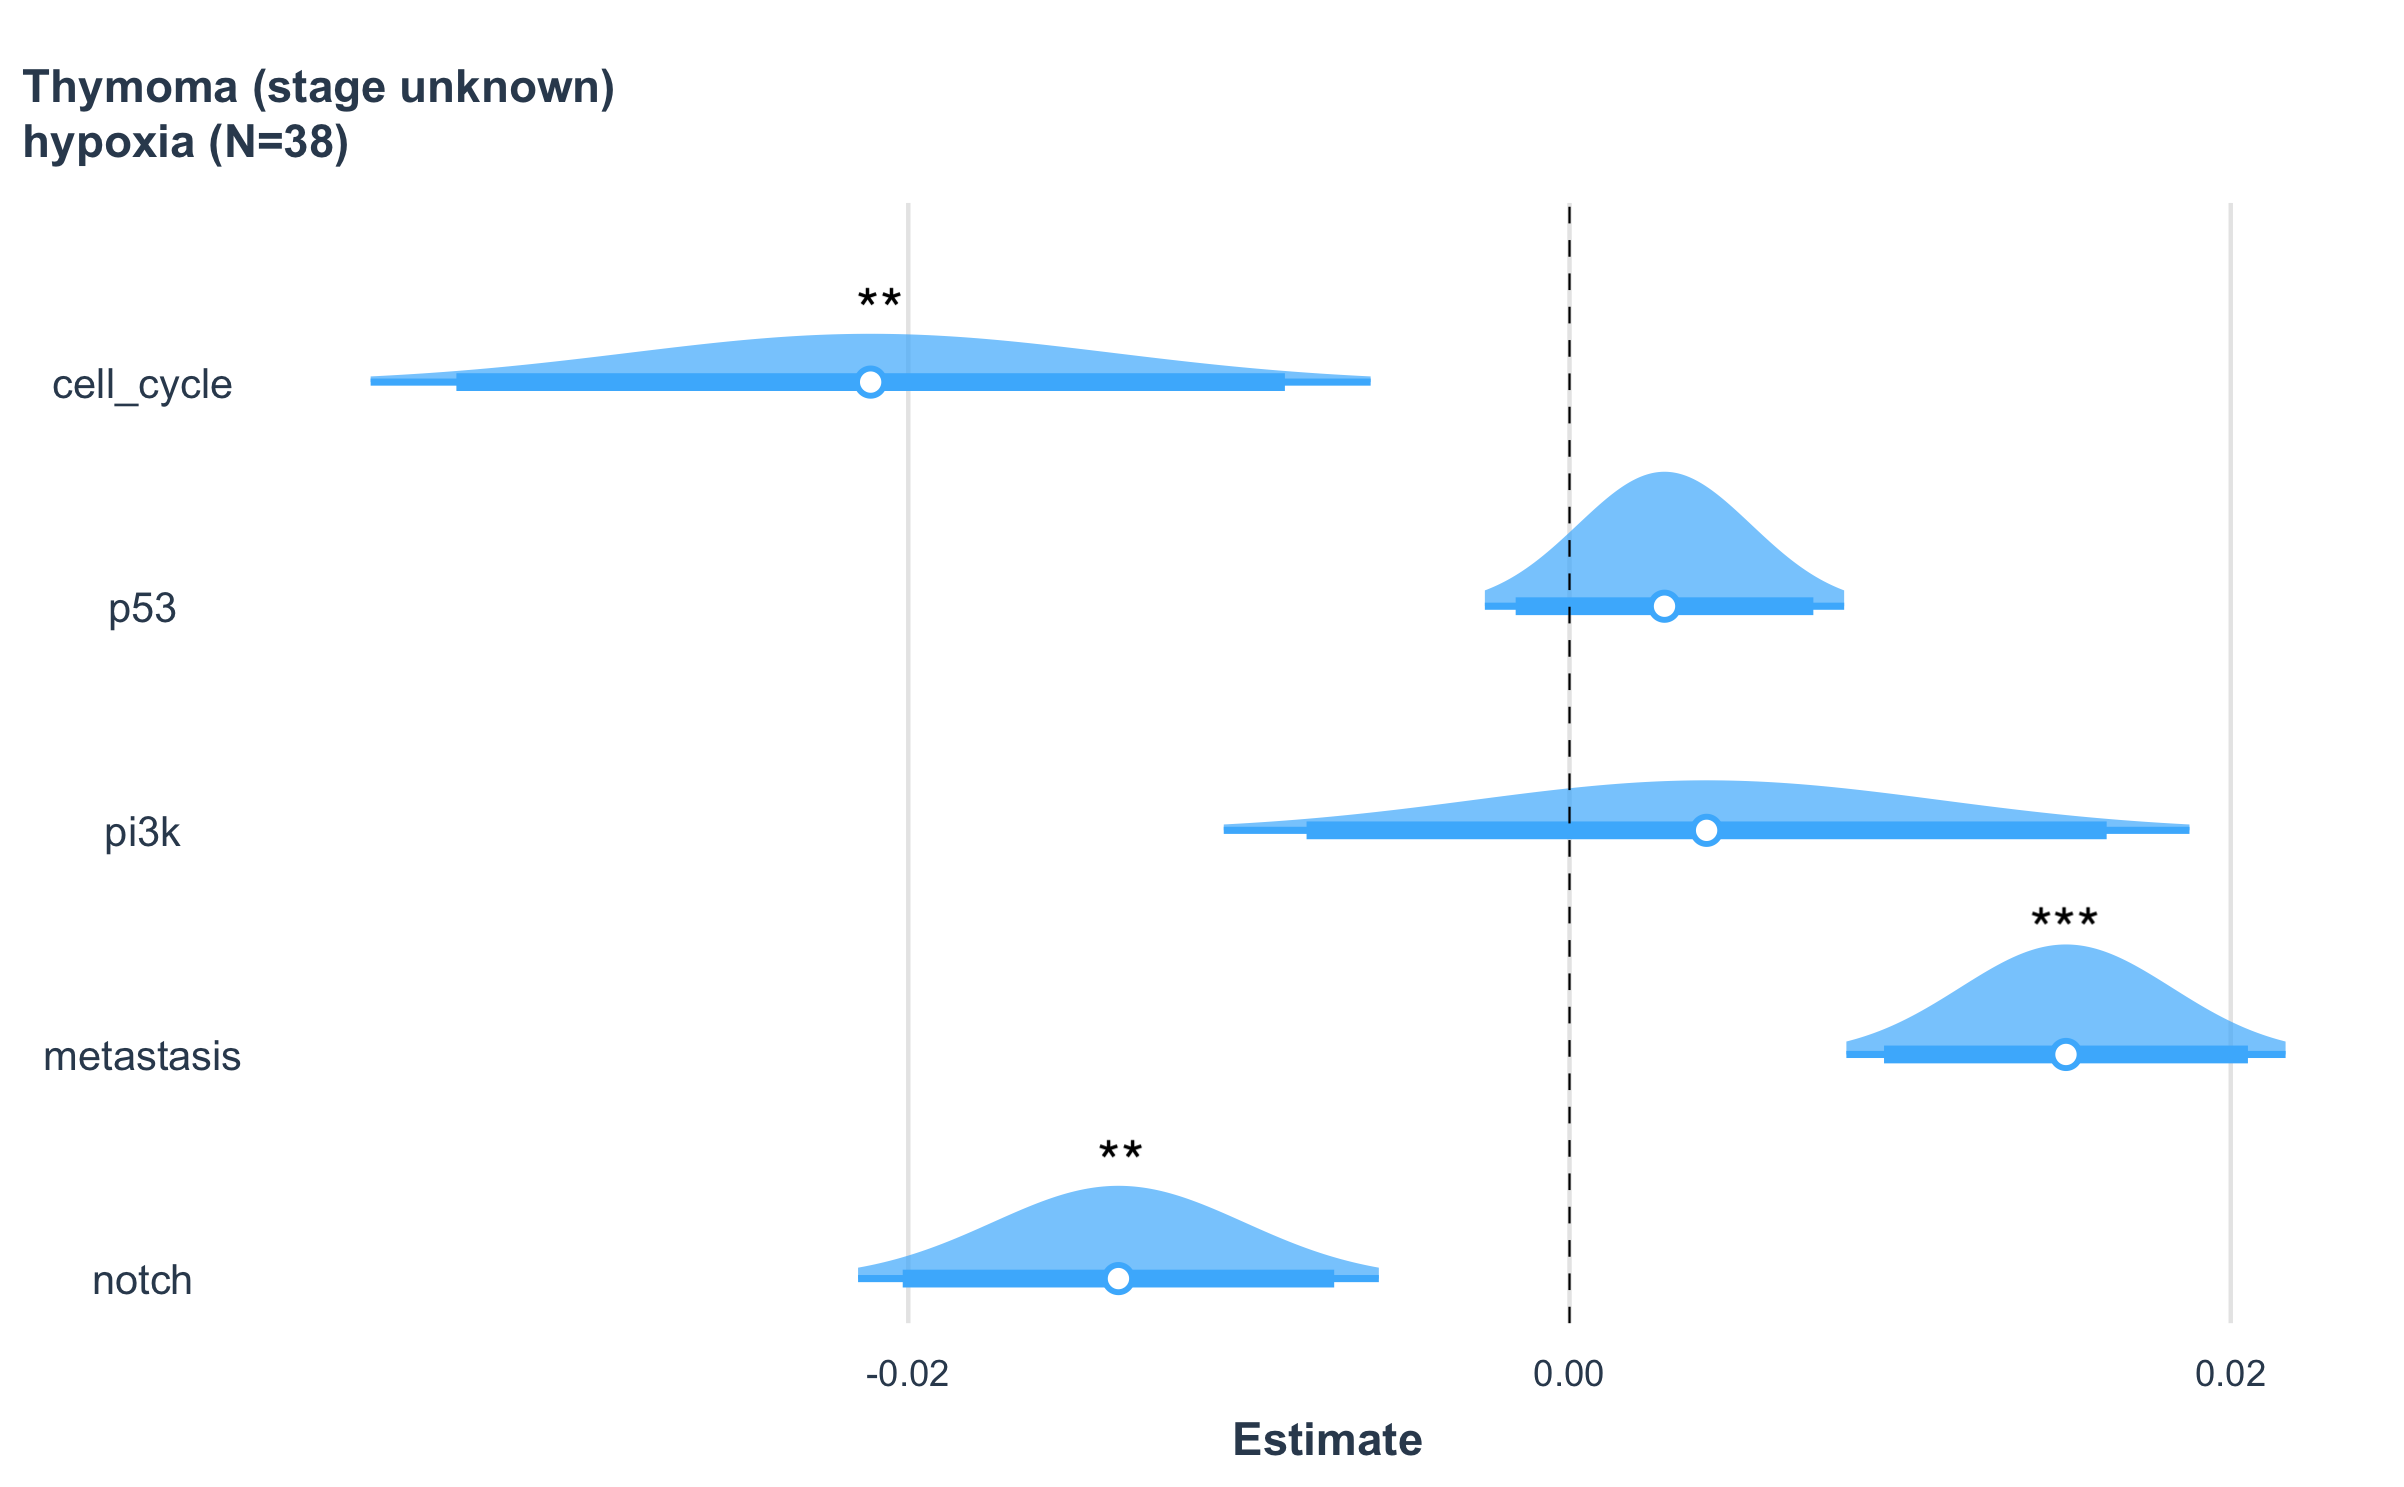 Thymoma (stage unknown)
hypoxia (N=38)
**
cell_cycle
p53
pi3k
***
metastasis
**
notch
-0.02 0.00 0.02
Estimate